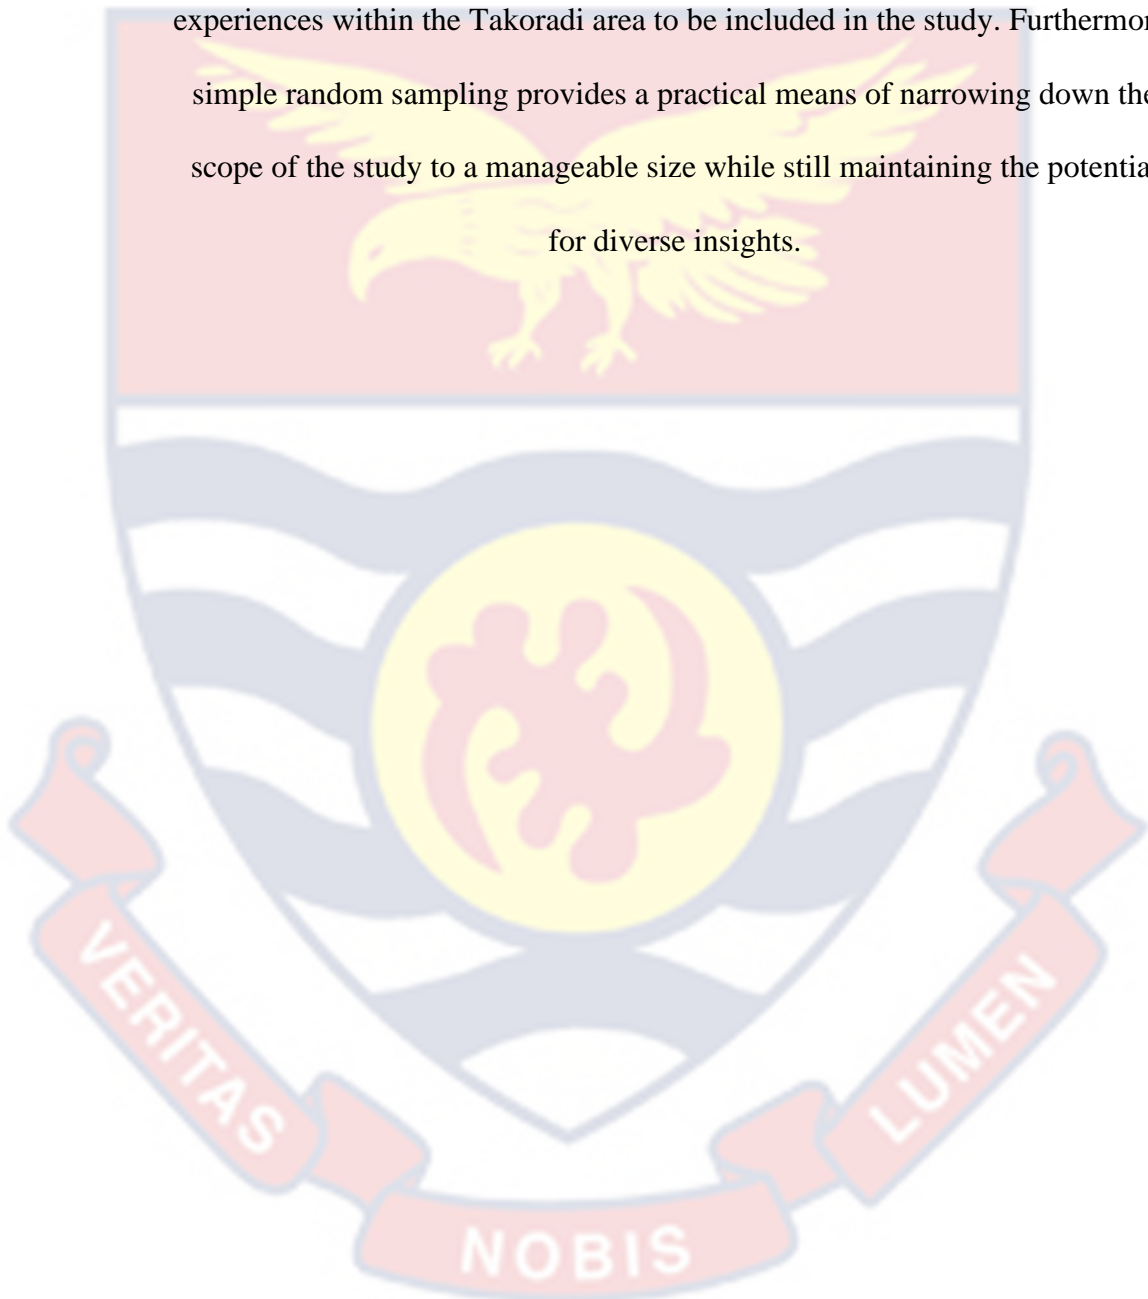 experiences within the Takoradi area to be included in the study.
simple random sampling provides a practical means of narrowing down the
scope of the study to a manageable size while still maintaining the
for diverse insights.
VERITAS
NOBIS
LUMEN